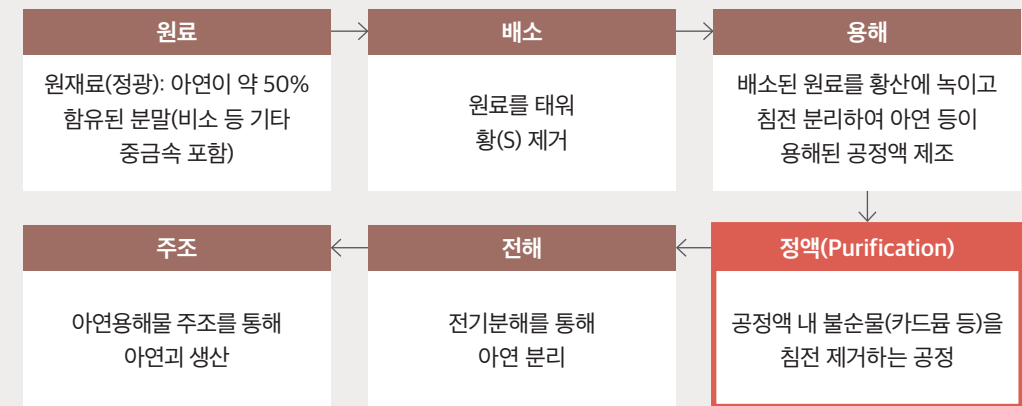 원료
원재료(정광): 아연이 약 50%
함유된 분말(비소 등 기타
중금속 포함)
배소
원료를 태워
황(S) 제거
용해
배소된 원료를 황산에 녹이고
침전 분리하여 아연 등이
용해된 공정액 제조
정액(Purification)
공정액 내 불순물(카드뮴 등)을
침전 제거하는 공정
전해
전기분해를 통해
아연 분리
주조
아연용해물 주조를 통해
아연괴 생산